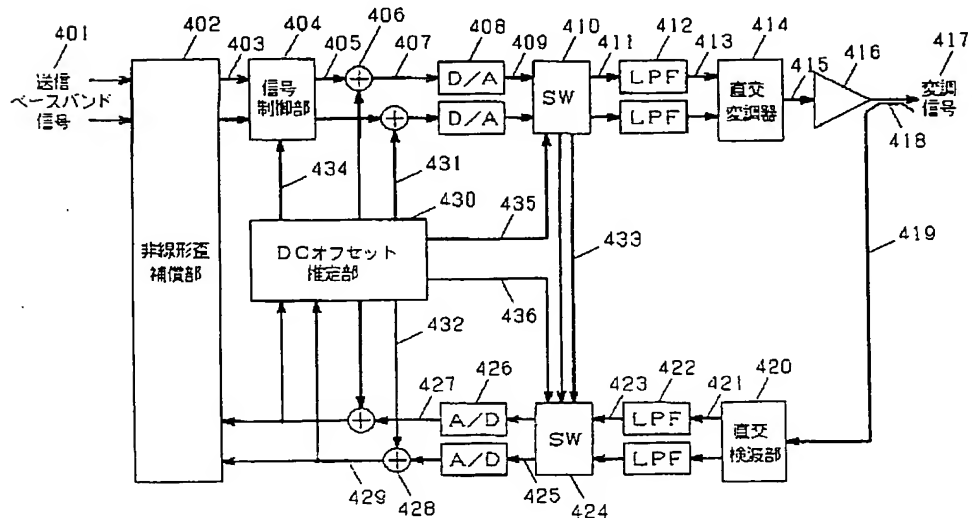 401
402
403
404
405
406
407
408
409
410
411
412
413
414
415
416
417
送信
ベースバンド
信号
信号
制御部
D/A
D/A
SW
LPF
LPF
直交
変調器
変調
信号
418
434
431
430
435
433
419
非線形歪
補償部
DCオフセット
推定部
436
432
427
426
423
422
421
420
A/D
A/D
SW
LPF
LPF
直交
検波部
429
428
425
424